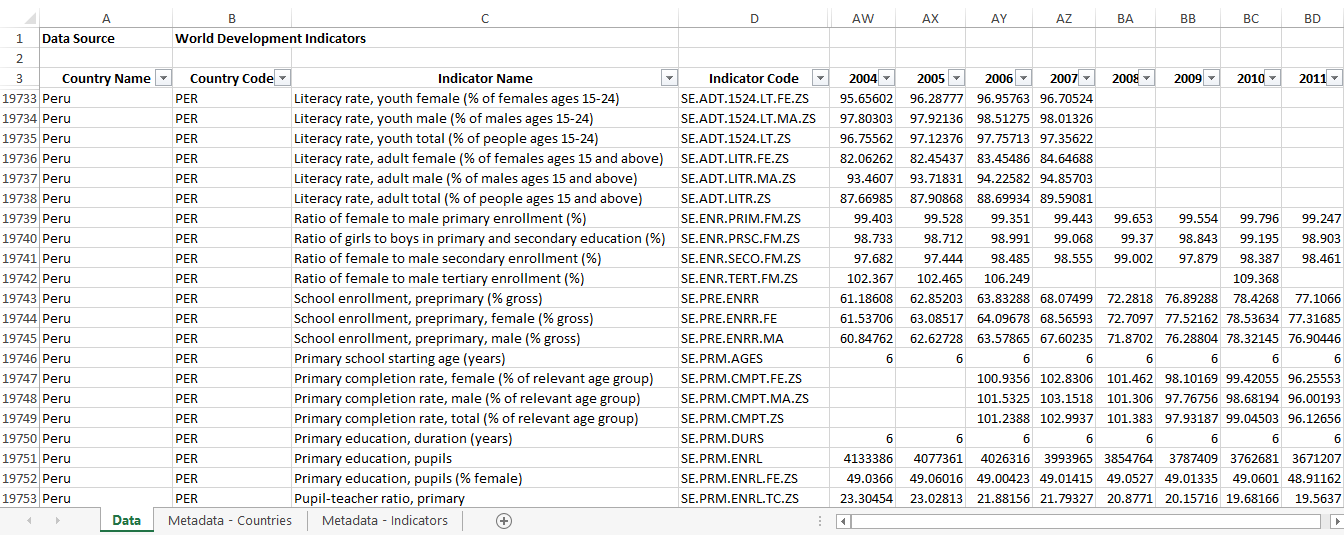 A B C D AW AX AY AZ BA BB BC BD
1 Data Source World Development Indicators
2
3 Country Name Country Code Indicator Name Indicator Code 2004 2005 2006 2007 2008 2009 2010 2011
19733 Peru PER Literacy rate, youth female (% of females ages 15-24) SE.ADT.1524.LT.FE.ZS 95.65602 96.28777 96.95763 96.70524
19734 Peru PER Literacy rate, youth male (% of males ages 15-24) SE.ADT.1524.LT.MA.ZS 97.80303 97.92136 98.51275 98.01326
19735 Peru PER Literacy rate, youth total (% of people ages 15-24) SE.ADT.1524.LT.ZS 96.75562 97.12376 97.75713 97.35622
19736 Peru PER Literacy rate, adult female (% of females ages 15 and above) SE.ADT.LITR.FE.ZS 82.06262 82.45437 83.45486 84.64688
19737 Peru PER Literacy rate, adult male (% of males ages 15 and above) SE.ADT.LITR.MA.ZS 93.4607 93.71831 94.22582 94.85703
19738 Peru PER Literacy rate, adult total (% of people ages 15 and above) SE.ADT.LITR.ZS 87.66985 87.90868 88.69934 89.59081
19739 Peru PER Ratio of female to male primary enrollment (%) SE.ENR.PRIM.FM.ZS 99.403 99.528 99.351 99.443 99.653 99.554 99.796 99.247
19740 Peru PER Ratio of girls to boys in primary and secondary education (%) SE.ENR.PRSC.FM.ZS 98.733 98.712 98.991 99.068 99.37 98.843 99.195 98.903
19741 Peru PER Ratio of female to male secondary enrollment (%) SE.ENR.SECO.FM.ZS 97.682 97.444 98.485 98.555 99.002 97.879 98.387 98.461
19742 Peru PER Ratio of female to male tertiary enrollment (%) SE.ENR.TERT.FM.ZS 102.367 102.465 106.249 109.368
19743 Peru PER School enrollment, preprimary (% gross) SE.PRE.ENRR 61.18608 62.85203 63.83288 68.07499 72.2818 76.89288 78.4268 77.1066
19744 Peru PER School enrollment, preprimary, female (% gross) SE.PRE.ENRR.FE 61.53706 63.08517 64.09678 68.56593 72.7097 77.52162 78.53634 77.31685
19745 Peru PER School enrollment, preprimary, male (% gross) SE.PRE.ENRR.MA 60.84762 62.62728 63.57865 67.60235 71.8702 76.28804 78.32145 76.90446
19746 Peru PER Primary school starting age (years) SE.PRM.AGES 6 6 6 6 6 6 6 6
19747 Peru PER Primary completion rate, female (% of relevant age group) SE.PRM.CMPT.FE.ZS 100.9356 102.8306 101.462 98.10169 99.42055 96.25553
19748 Peru PER Primary completion rate, male (% of relevant age group) SE.PRM.CMPT.MA.ZS 101.5325 103.1518 101.306 97.76756 98.68194 96.00193
19749 Peru PER Primary completion rate, total (% of relevant age group) SE.PRM.CMPT.ZS 101.2388 102.9937 101.383 97.93187 99.04503 96.12656
19750 Peru PER Primary education, duration (years) SE.PRM.DURS 6 6 6 6 6 6 6 6
19751 Peru PER Primary education, pupils SE.PRM.ENRL 4133386 4077361 4026316 3993965 3854764 3787409 3762681 3671207
19752 Peru PER Primary education, pupils (% female) SE.PRM.ENRL.FE.ZS 49.0366 49.06016 49.00423 49.01415 49.0527 49.01335 49.0601 48.91162
19753 Peru PER Pupil-teacher ratio, primary SE.PRM.ENRL.TC.ZS 23.30454 23.02813 21.88156 21.79327 20.8771 20.15716 19.68166 19.5637
Data Metadata - Countries Metadata - Indicators